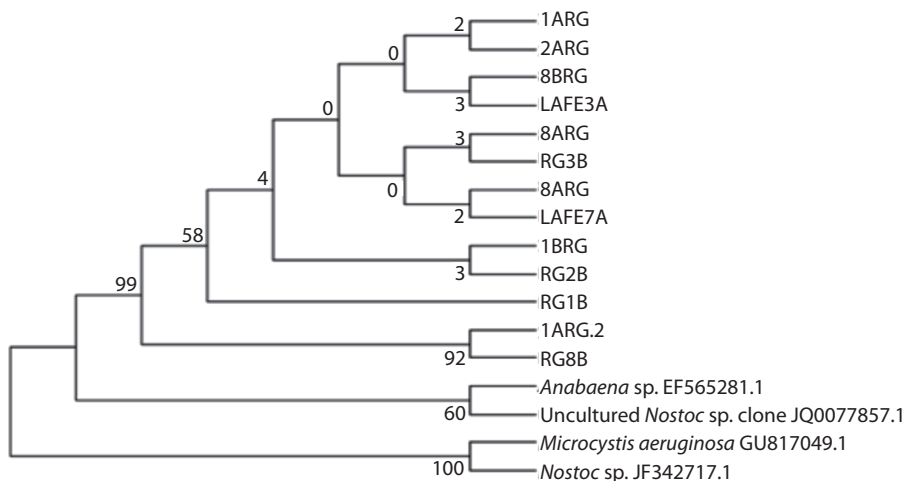 2
1ARG
0
2ARG
8BRG
0
3
LAFE3A
3
8ARG
4
RG3B
0
8ARG
58
2
LAFE7A
1BRG
99
3
RG2B
RG1B
1ARG.2
92
RG8B
Anabaena sp. EF565281.1
60
Uncultured Nostoc sp. clone JQ0077857.1
Microcystis aeruginosa GU817049.1
100
Nostoc sp. JF342717.1